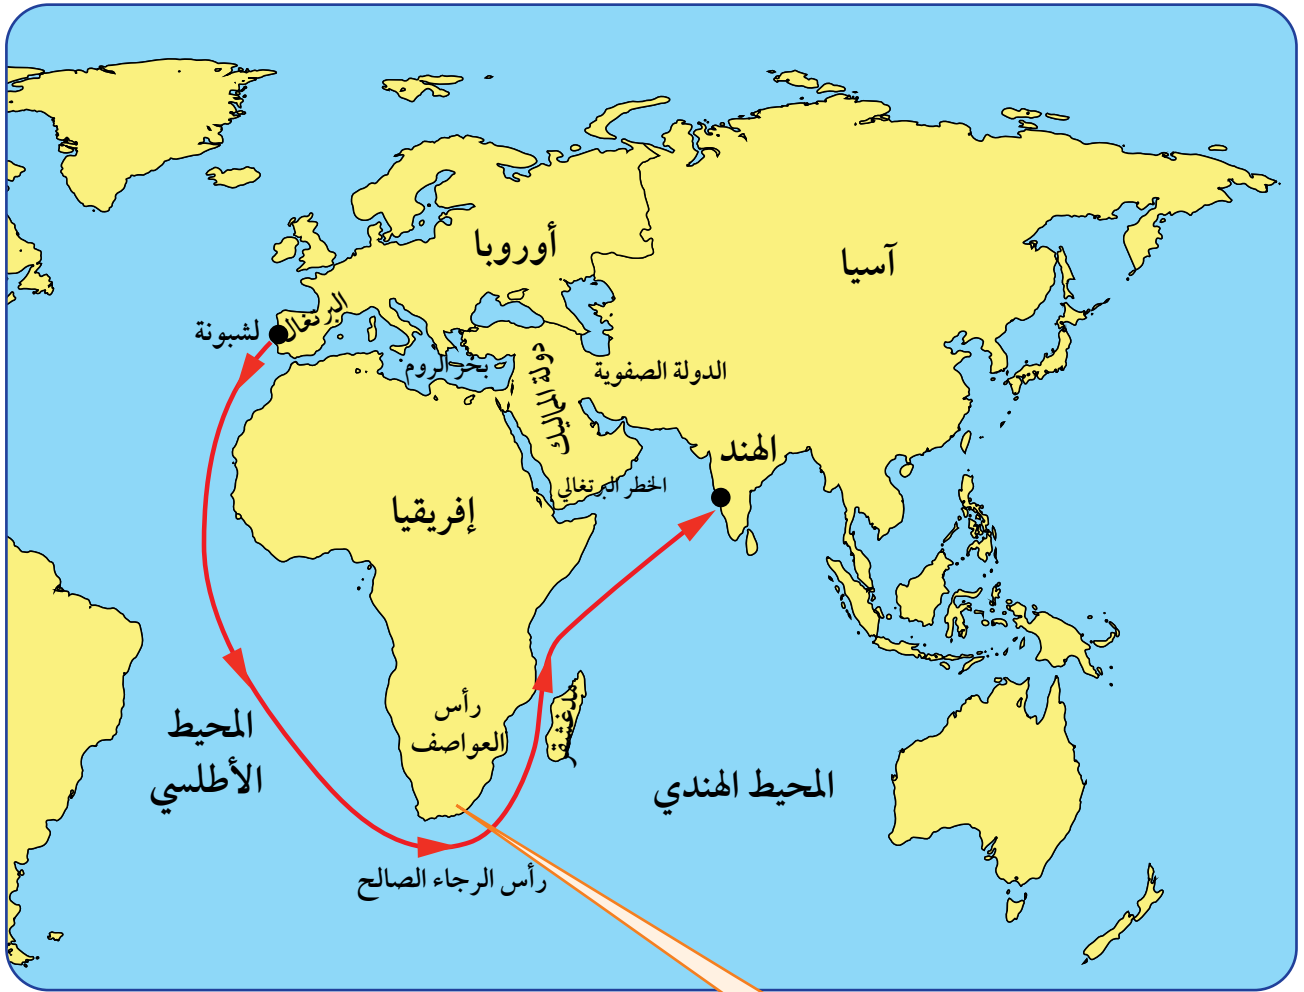 أوروبا
آسيا
البرتغال
لشبونة
بحر الروم
دولة المماليك
الدولة الصفوية
الهند
الخطر البرتغالي
إفريقيا
رأس
العواصف
مدغشقر
المحيط
الأطلسي
المحيط الهندي
رأس الرجاء الصالح